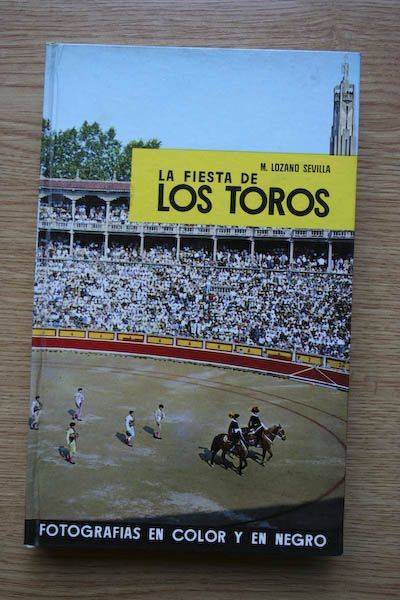 M. LOZANO SEVILLA
LA FIESTA DE
LOS TOROS
FOTOGRAFIAS EN COLOR Y EN NEGRO